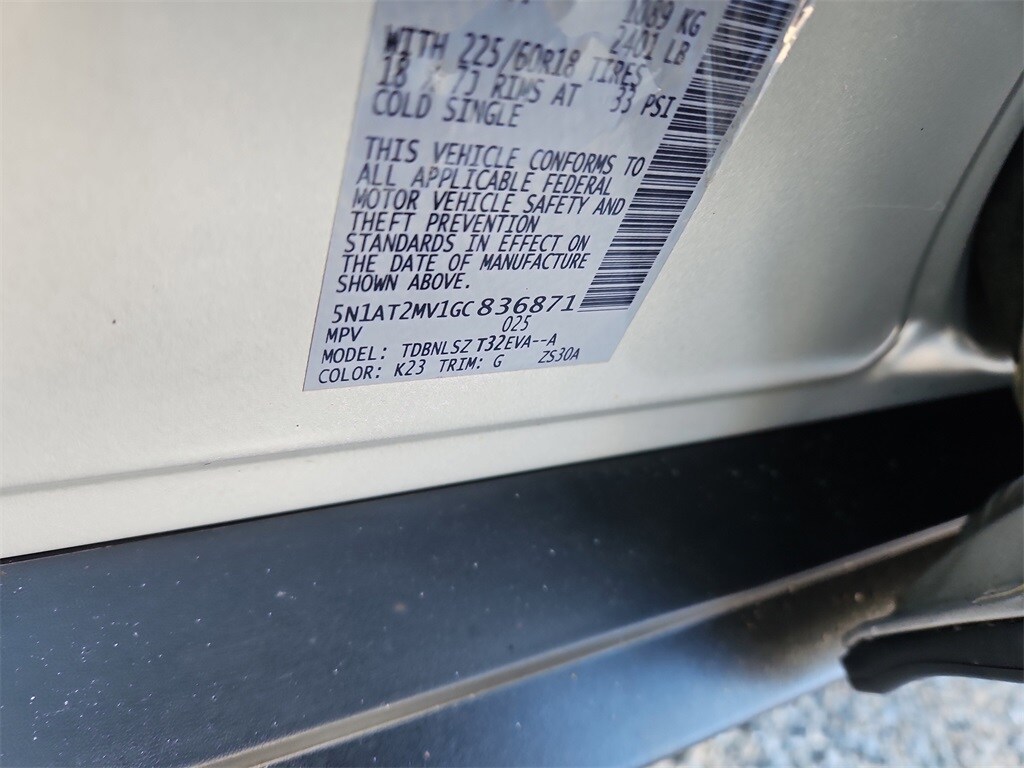 1089 KG
2401 LB
WITH 225/60R18 TIRES
18 X 7J RIMS AT 33 PSI
COLD SINGLE
THIS VEHICLE CONFORMS TO
ALL APPLICABLE FEDERAL
MOTOR VEHICLE SAFETY AND
THEFT PREVENTION
STANDARDS IN EFFECT ON
THE DATE OF MANUFACTURE
SHOWN ABOVE.
5N1AT2MV1GC836871
MPV 025
MODEL: TDBNLSZ T32EVA--A
COLOR: K23 TRIM: G ZS30A